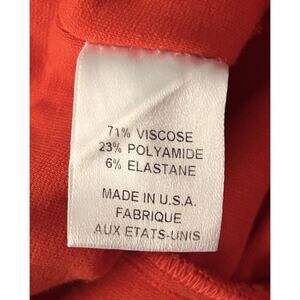 71% VISCOSE
23% POLYAMIDE
6% ELASTANE
MADE IN U.S.A.
FABRIQUE
AUX ETATS-UNIS